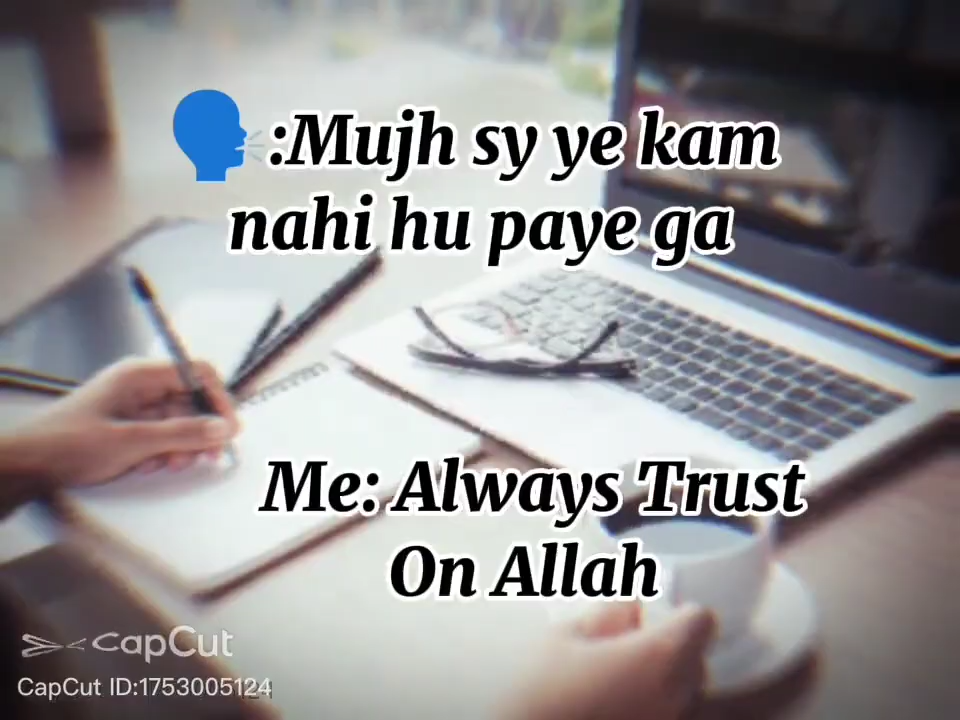 🗣:Mujh sy ye kam
nahi hu paye ga
Me: Always Trust
On Allah
CapCut
CapCut ID:1753005124